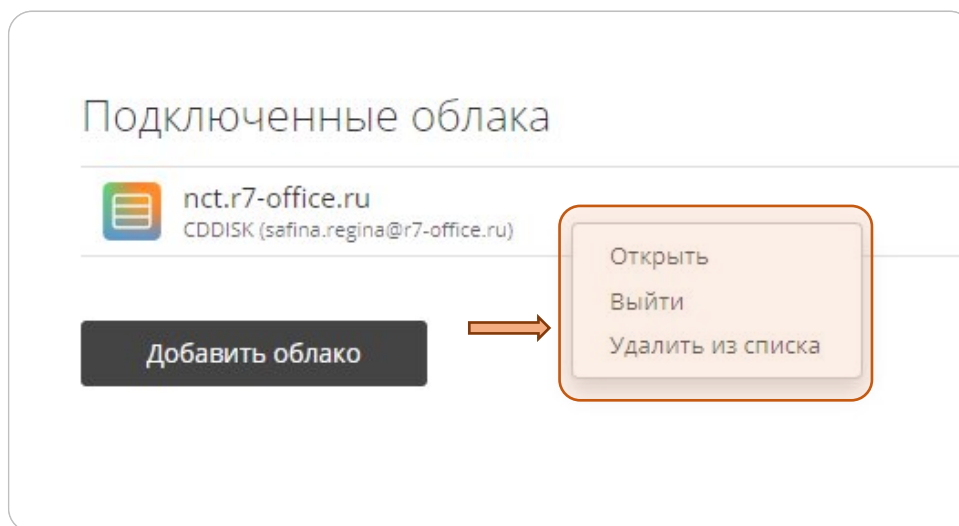 Подключенные облака
nct.r7-office.ru
CDDISK (safina.regina@r7-office.ru)
Открыть
Выйти
Удалить из списка
Добавить облако